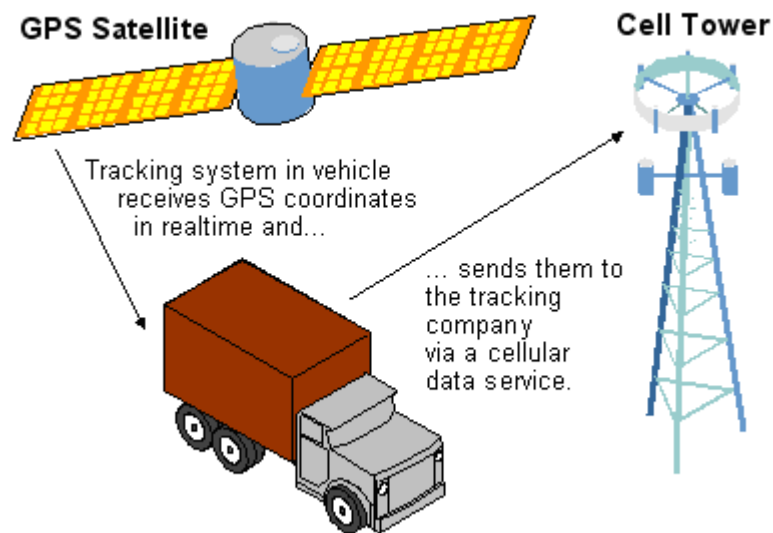 GPS Satellite
Cell Tower
Tracking system in vehicle
receives GPS coordinates
in realtime and...
... sends them to
the tracking
company
via a cellular
data service.